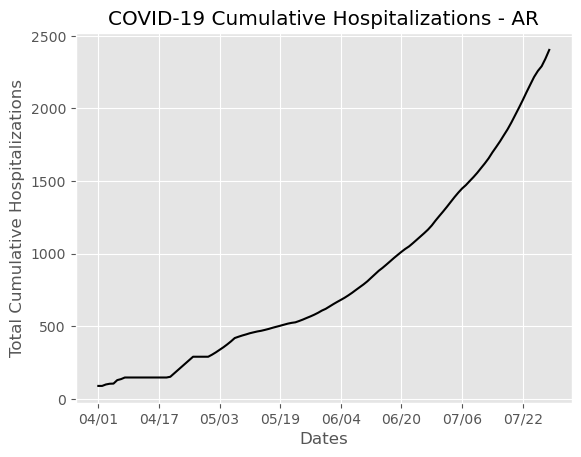 COVID-19 Cumulative Hospitalizations - AR
Total Cumulative Hospitalizations
2500
2000
1500
1000
500
0
04/01 04/17 05/03 05/19 06/04 06/20 07/06 07/22
Dates